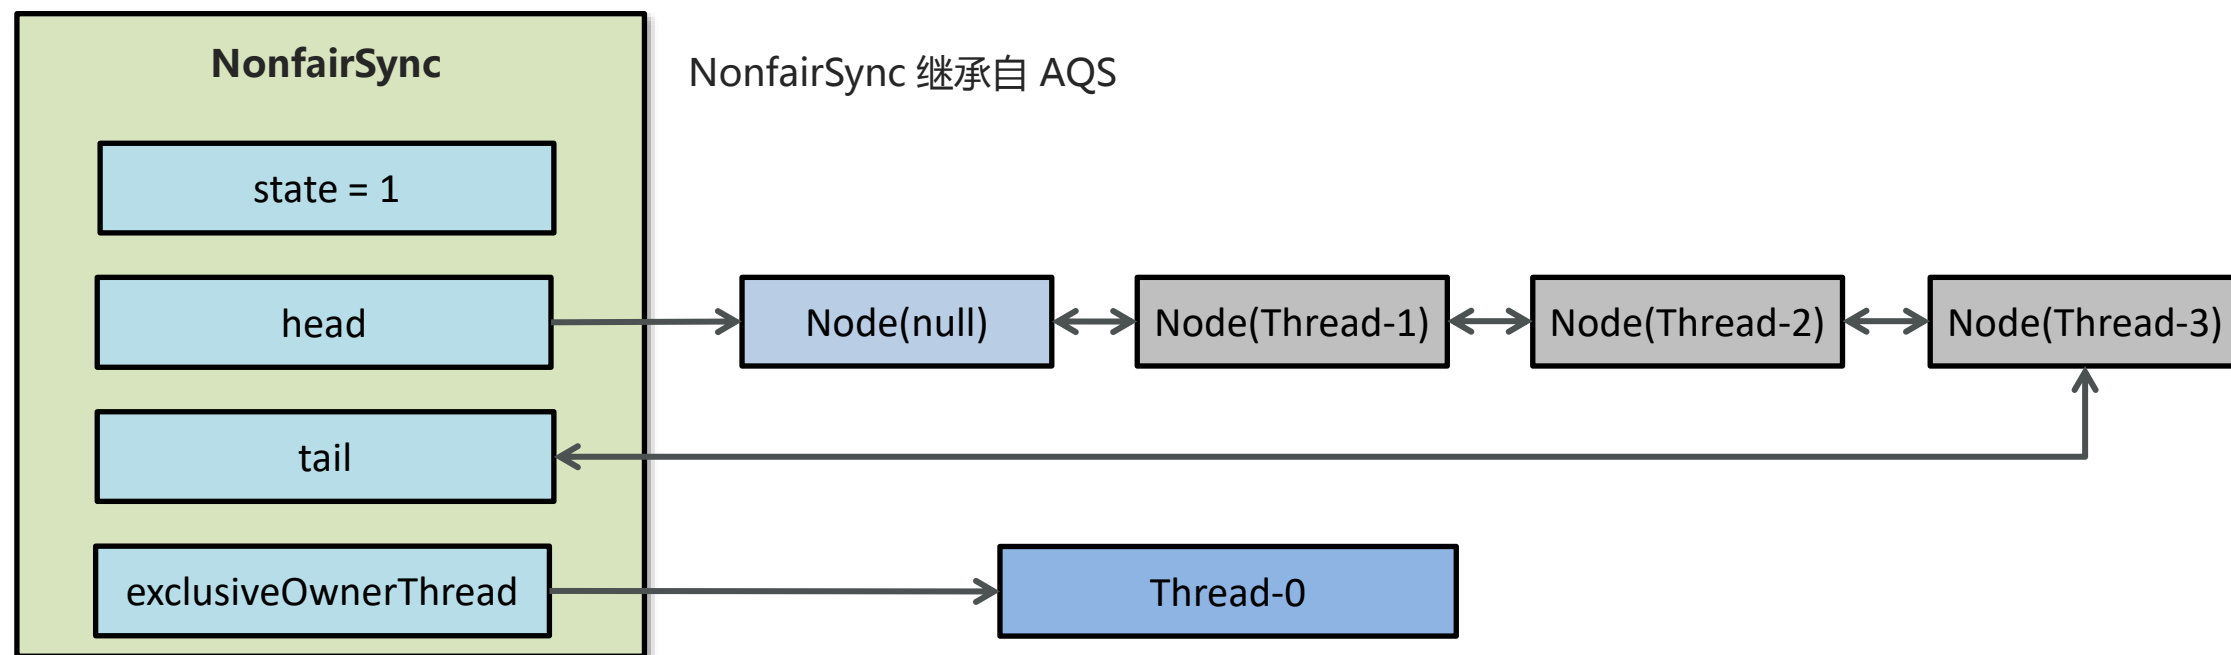 NonfairSync
NonfairSync 继承自 AQS
state = 1
head
Node(null)
Node(Thread-1)
Node(Thread-2)
Node(Thread-3)
tail
exclusiveOwnerThread
Thread-0